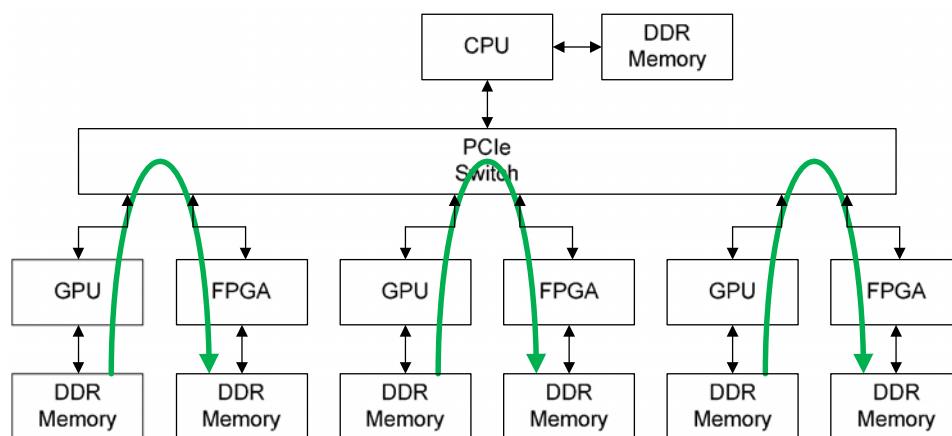 CPU
DDR
Memory
PCIe
Switch
GPU
FPGA
GPU
FPGA
GPU
FPGA
DDR
Memory
DDR
Memory
DDR
Memory
DDR
Memory
DDR
Memory
DDR
Memory